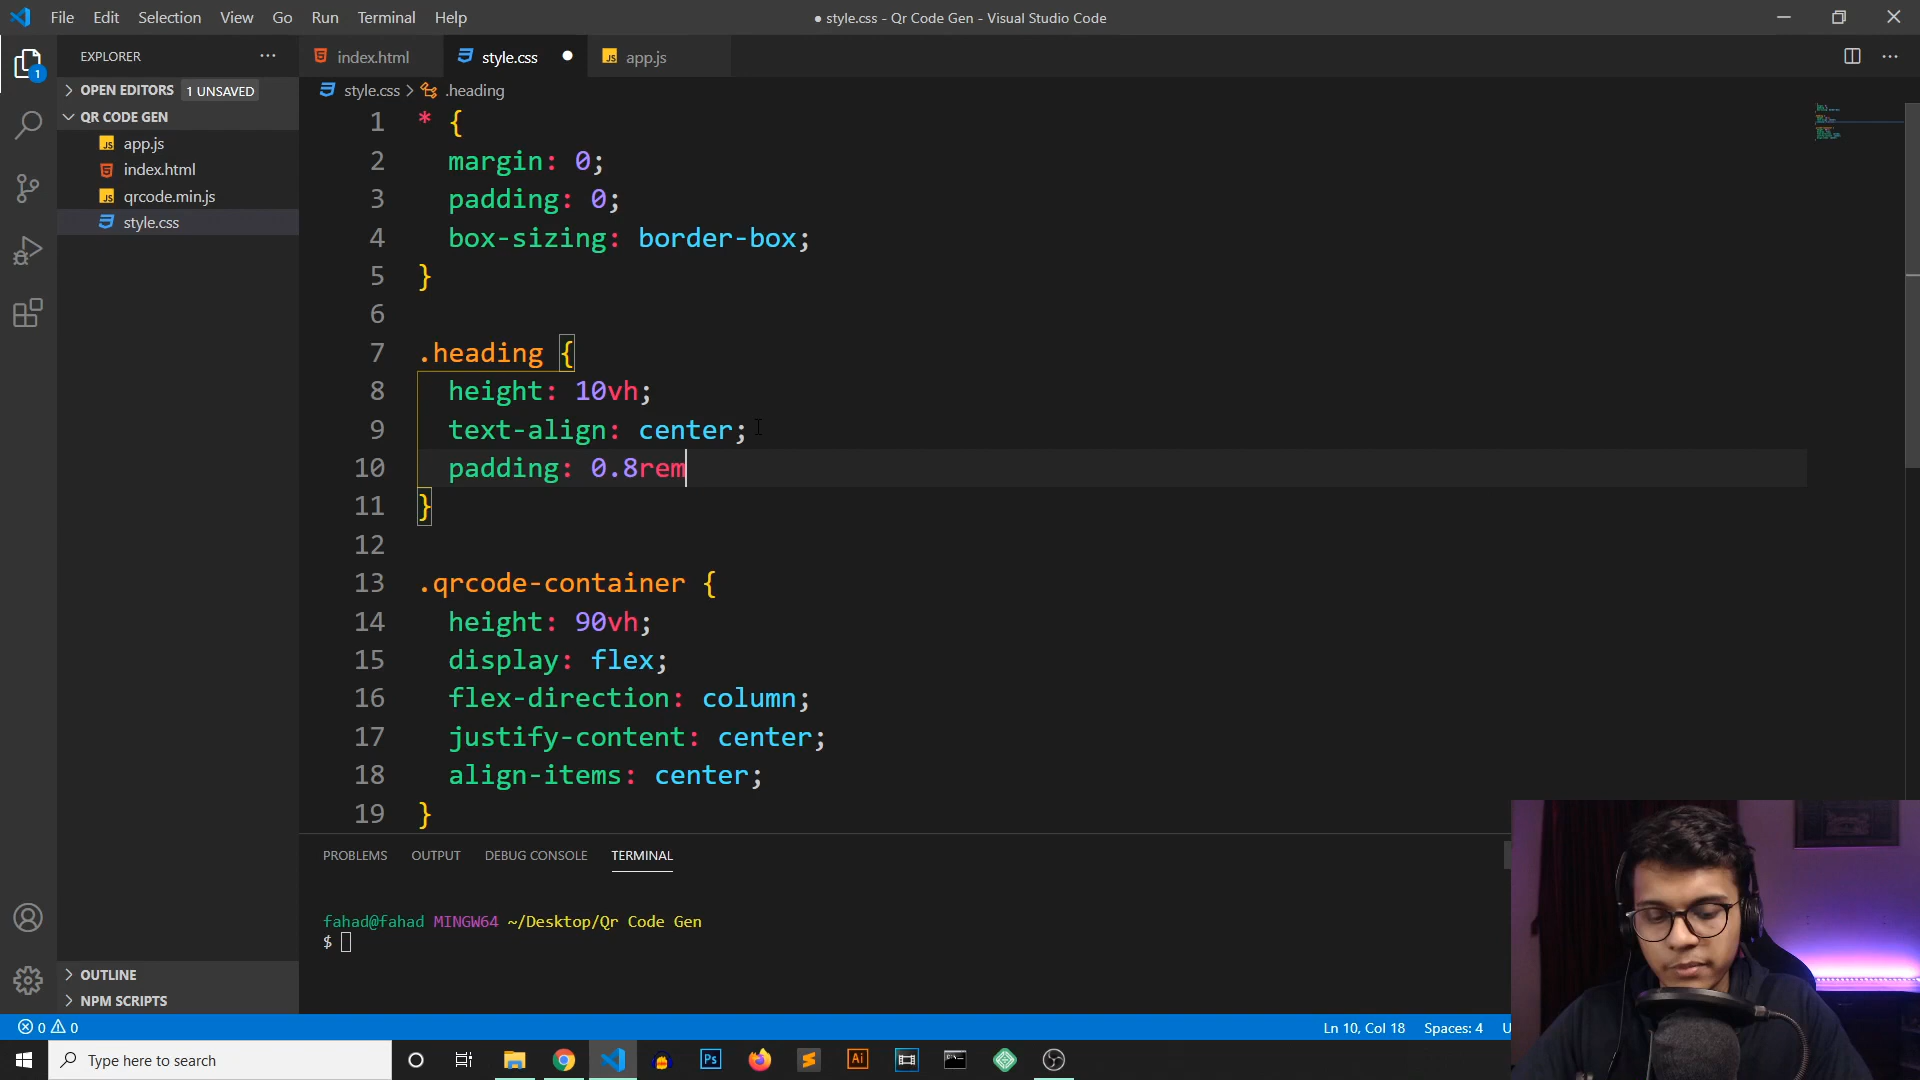 File Edit Selection View Go Run Terminal Help
● style.css - Qr Code Gen - Visual Studio Code
EXPLORER
OPEN EDITORS 1 UNSAVED
QR CODE GEN
JS app.js
index.html
JS qrcode.min.js
style.css
OUTLINE
NPM SCRIPTS
1
index.html
style.css
JS app.js
style.css > .heading
1 * {
2 margin: 0;
3 padding: 0;
4 box-sizing: border-box;
5 }
6
7 .heading {
8 height: 10vh;
9 text-align: center;
10 padding: 0.8rem
11 }
12
13 .qrcode-container {
14 height: 90vh;
15 display: flex;
16 flex-direction: column;
17 justify-content: center;
18 align-items: center;
19 }
PROBLEMS OUTPUT DEBUG CONSOLE TERMINAL
fahad@fahad MINGW64 ~/Desktop/Qr Code Gen
$
0 0
Ln 10, Col 18 Spaces: 4 U
Type here to search
Ps
Ai